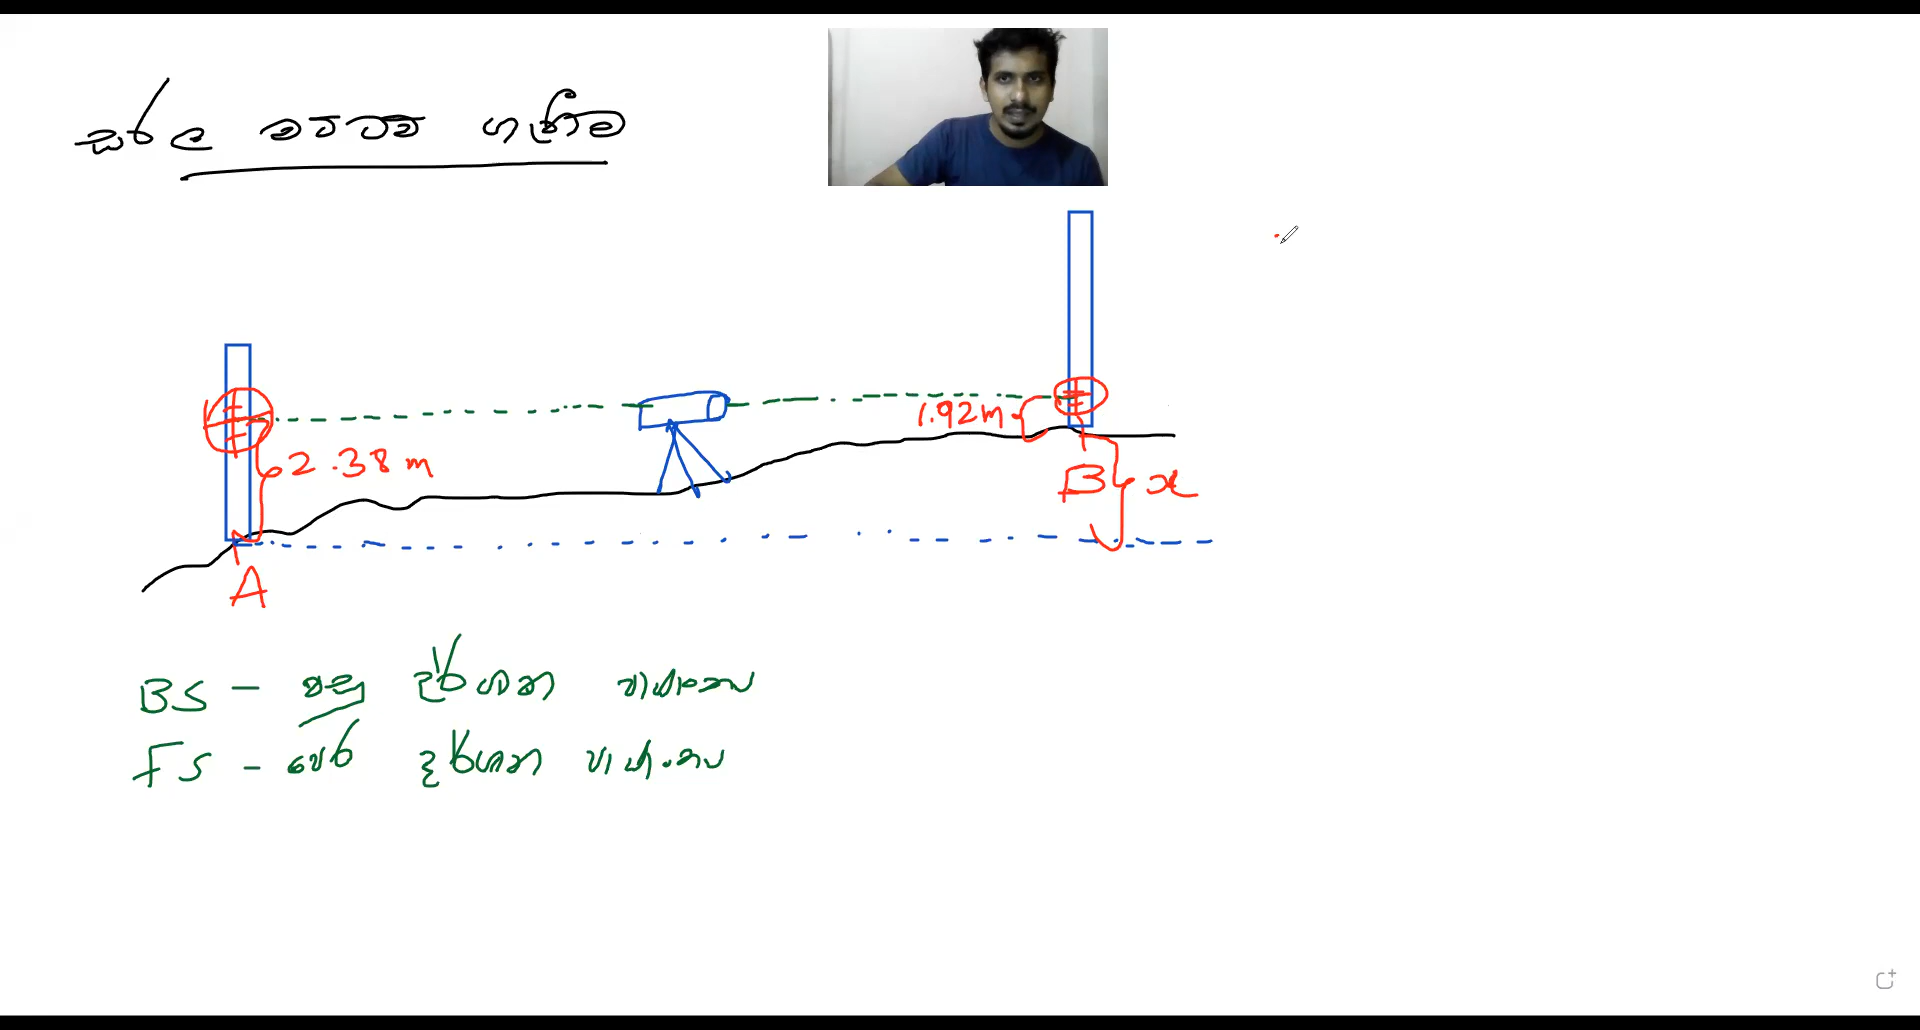 සරල මට්ටම් ගැනීම
1.92m
2.38 m
B x
A
BS - පසු දර්ශන පාඨාංකය
FS - පෙර දර්ශන පාඨාංකය